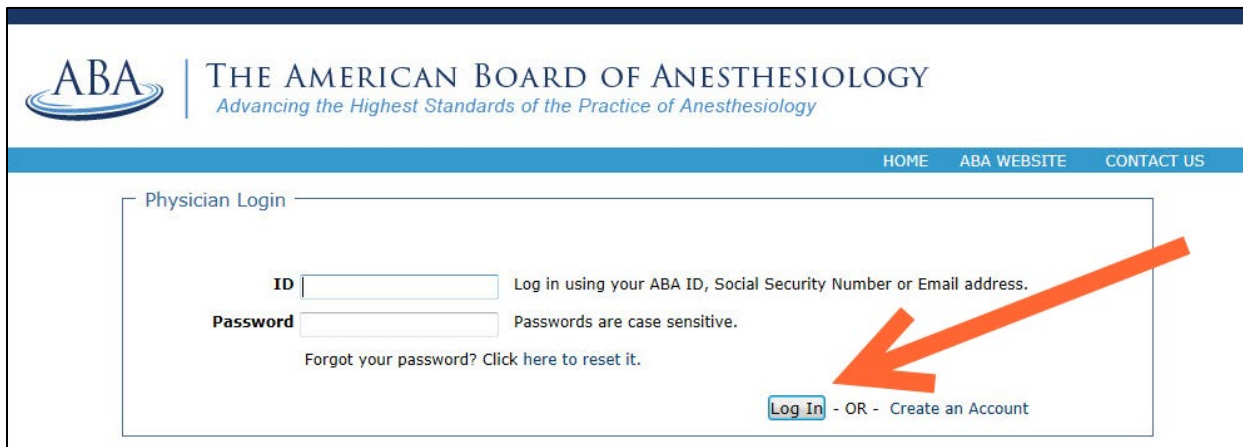 ABA
THE AMERICAN BOARD OF ANESTHESIOLOGY
Advancing the Highest Standards of the Practice of Anesthesiology
HOME ABA WEBSITE CONTACT US
Physician Login
ID Log in using your ABA ID, Social Security Number or Email address.
Password Passwords are case sensitive.
Forgot your password? Click here to reset it.
Log In - OR - Create an Account